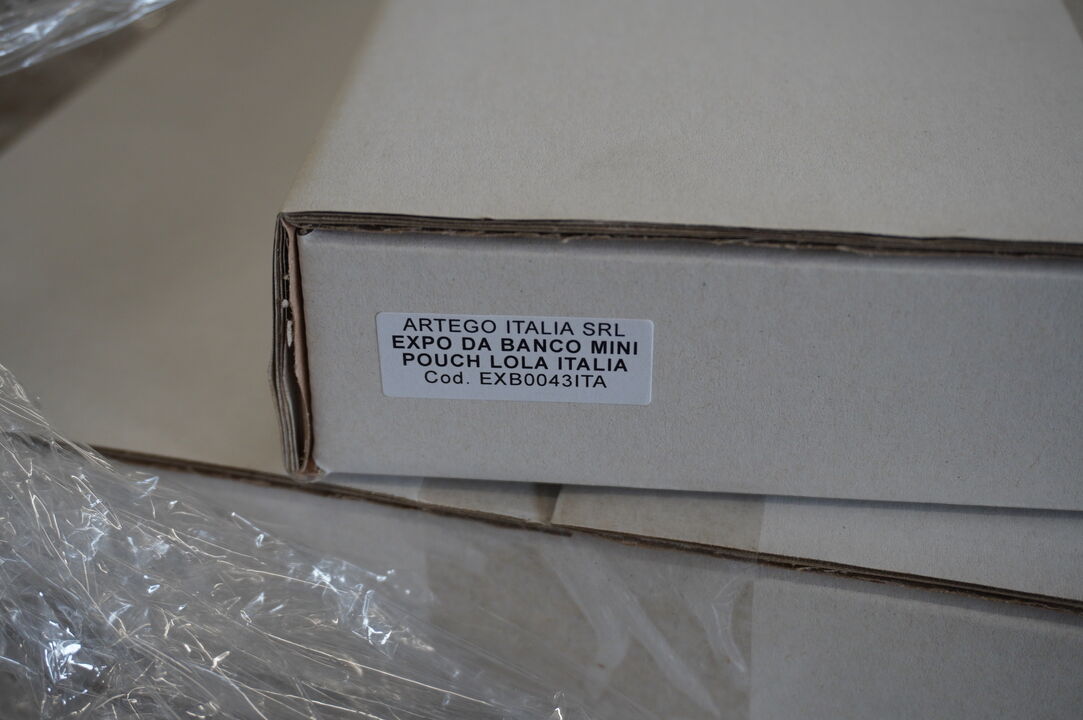 ARTEGO ITALIA SRL
EXPO DA BANCO MINI
POUCH LOLA ITALIA
Cod. EXB0043ITA